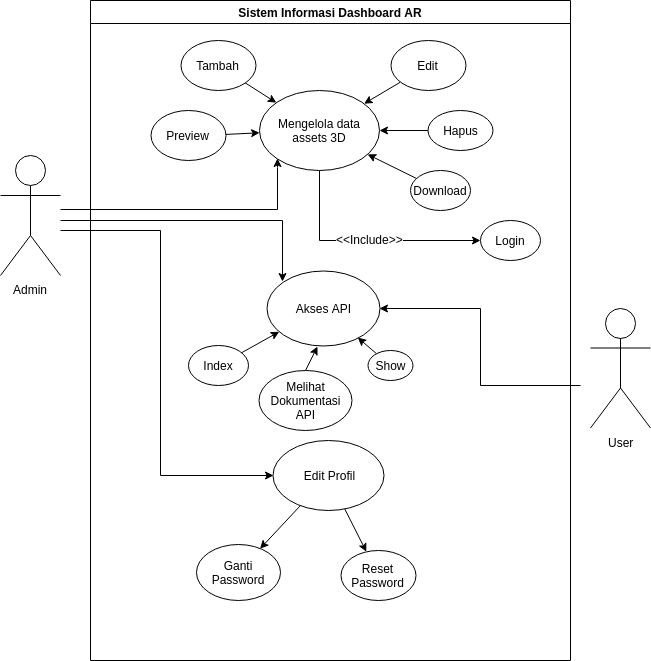 Sistem Informasi Dashboard AR
Tambah
Edit
Mengelola data
assets 3D
Preview
Hapus
Download
<<Include>>
Login
Admin
Akses API
Index
Melihat
Dokumentasi
API
Show
User
Edit Profil
Ganti
Password
Reset
Password